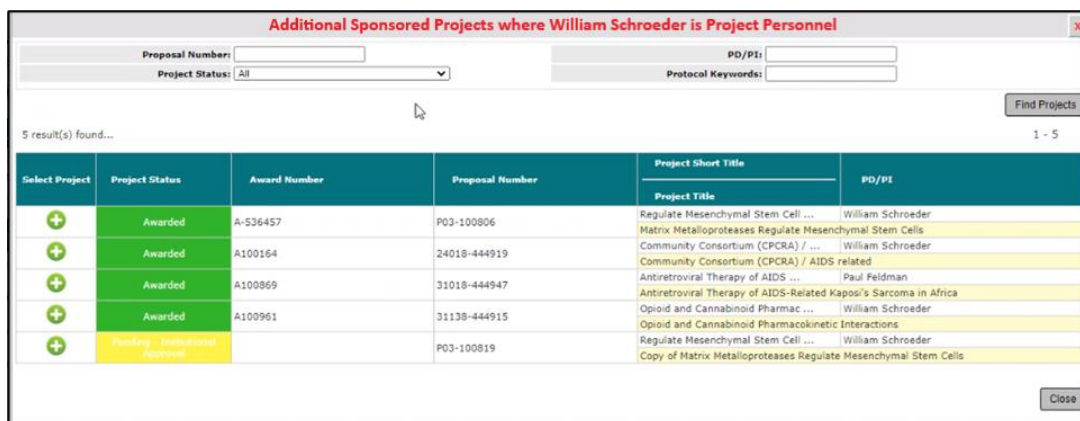 Additional Sponsored Projects where William Schroeder is Project Personnel
x
Proposal Number:
PD/PI:
Project Status: All
Protocol Keywords:
Find Projects
5 result(s) found...
1 - 5
Select Project Project Status Award Number Proposal Number Project Short Title PD/PI
Project Title
Awarded A-536457 P03-100806 Regulate Mesenchymal Stem Cell ... William Schroeder
Matrix Metalloproteases Regulate Mesenchymal Stem Cells
Awarded A100164 24018-444919 Community Consortium (CPCRA) / ... William Schroeder
Community Consortium (CPCRA) / AIDS related
Awarded A100869 31018-444947 Antiretroviral Therapy of AIDS ... Paul Feldman
Antiretroviral Therapy of AIDS-Related Kaposi's Sarcoma in Africa
Awarded A100961 31138-444915 Opioid and Cannabinoid Pharmac ... William Schroeder
Opioid and Cannabinoid Pharmacokinetic Interactions
Pending - Institutional Approval P03-100819 Regulate Mesenchymal Stem Cell ... William Schroeder
Copy of Matrix Metalloproteases Regulate Mesenchymal Stem Cells
Close